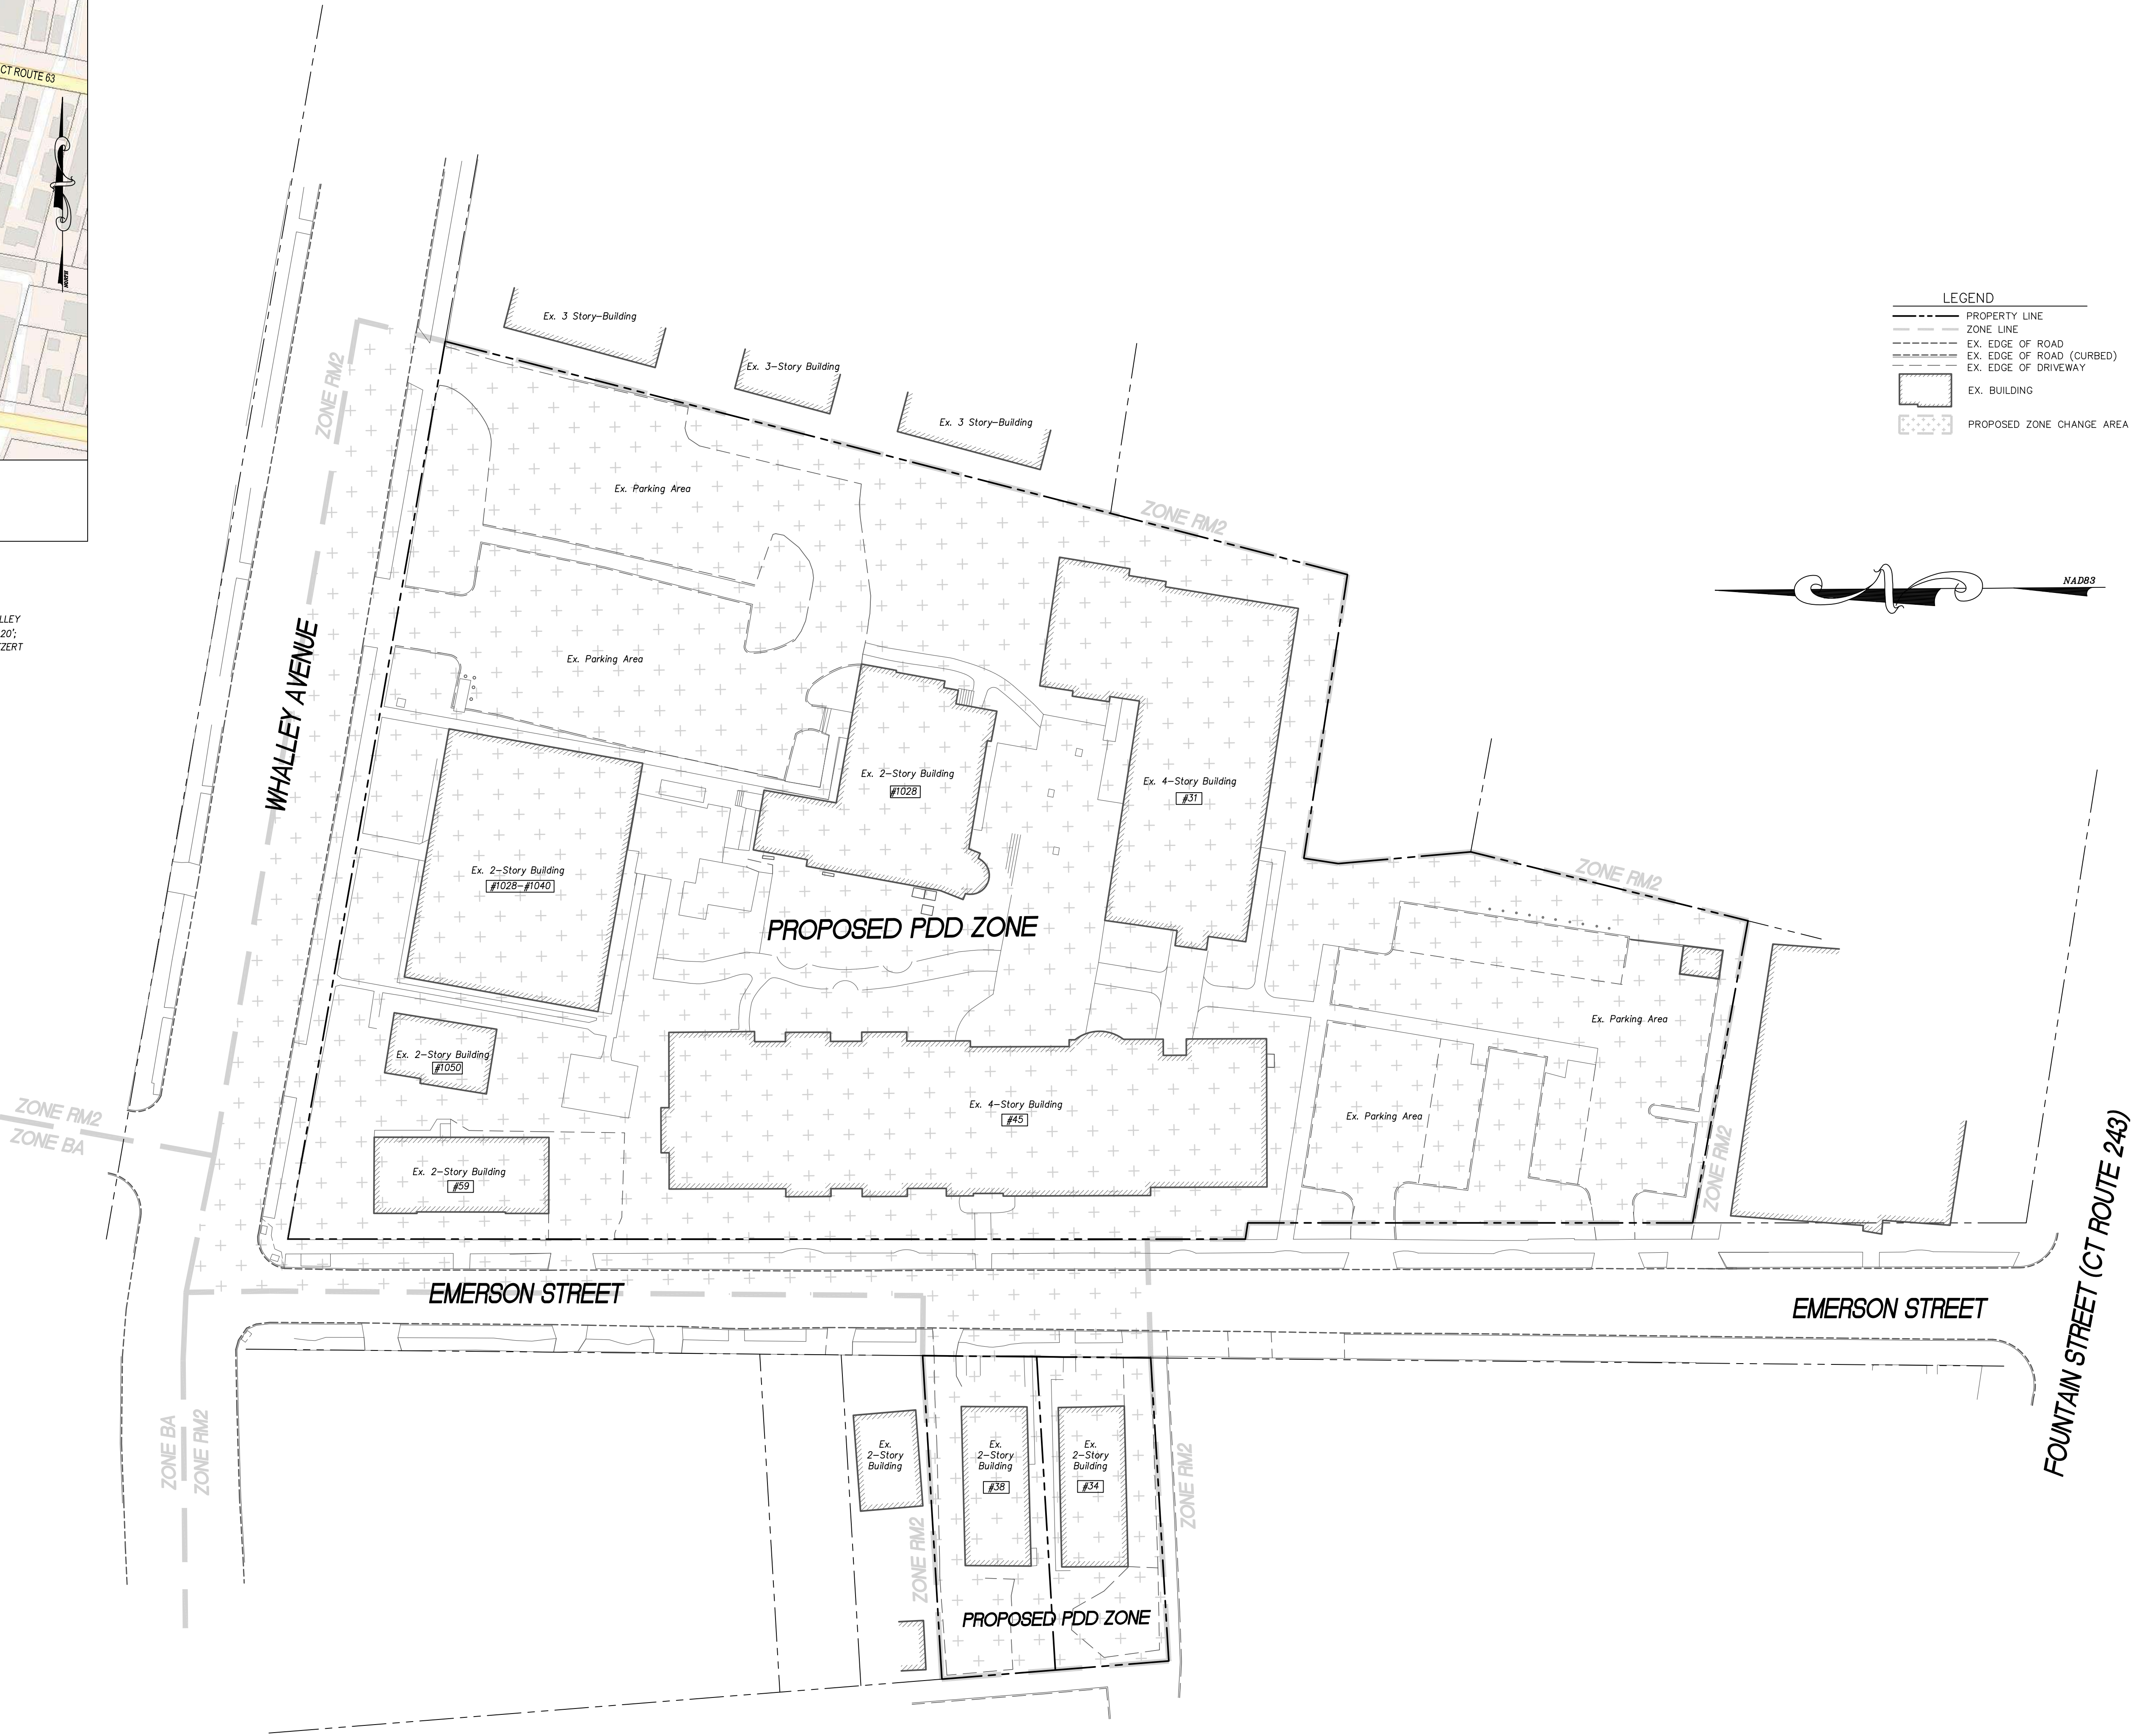 CT ROUTE 63
NORTH
LLEY
20';
ZERT
LEGEND
PROPERTY LINE
ZONE LINE
EX. EDGE OF ROAD
EX. EDGE OF ROAD (CURBED)
EX. EDGE OF DRIVEWAY
EX. BUILDING
PROPOSED ZONE CHANGE AREA
NAD83
Ex. 3 Story-Building
Ex. 3-Story Building
Ex. 3 Story-Building
ZONE RM2
ZONE RM2
Ex. Parking Area
Ex. Parking Area
WHALLEY AVENUE
Ex. 2-Story Building
#1028
Ex. 4-Story Building
#31
Ex. 2-Story Building
#1028-#1040
ZONE RM2
PROPOSED PDD ZONE
Ex. Parking Area
Ex. 2-Story Building
#1050
Ex. 4-Story Building
#45
Ex. Parking Area
ZONE RM2
ZONE BA
Ex. 2-Story Building
#59
ZONE RM2
EMERSON STREET
EMERSON STREET
FOUNTAIN STREET (CT ROUTE 243)
ZONE BA
ZONE RM2
Ex.
2-Story
Building
Ex.
2-Story
Building
#38
Ex.
2-Story
Building
#34
ZONE RM2
ZONE RM2
PROPOSED PDD ZONE